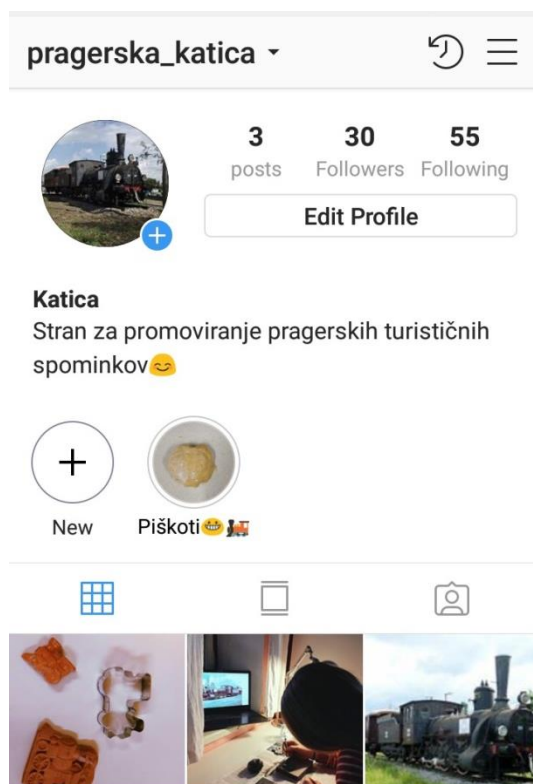 pragerska_katica
3 30 55
posts Followers Following
Edit Profile
Katica
Stran za promoviranje pragerskih turističnih
spominkov😊
New Piškoti😁🚂